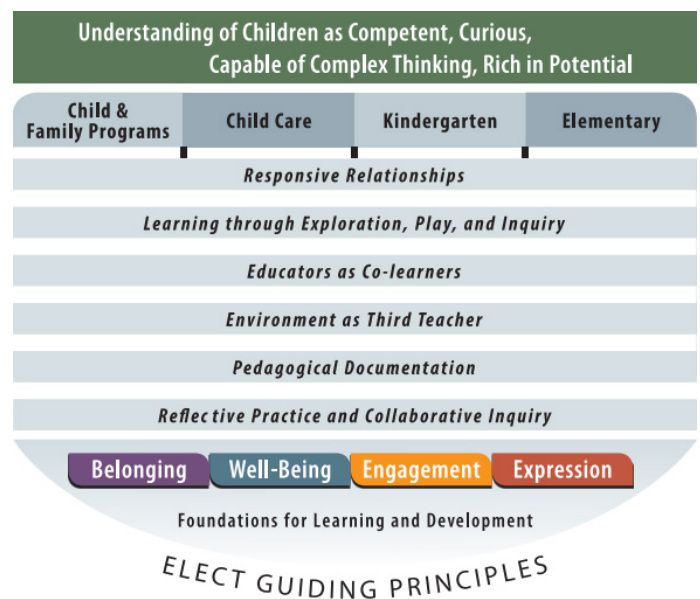 Understanding of Children as Competent, Curious,
Capable of Complex Thinking, Rich in Potential
Child &
Family Programs
Child Care
Kindergarten
Elementary
Responsive Relationships
Learning through Exploration, Play, and Inquiry
Educators as Co-learners
Environment as Third Teacher
Pedagogical Documentation
Reflective Practice and Collaborative Inquiry
Belonging
Well-Being
Engagement
Expression
Foundations for Learning and Development
ELECT GUIDING PRINCIPLES